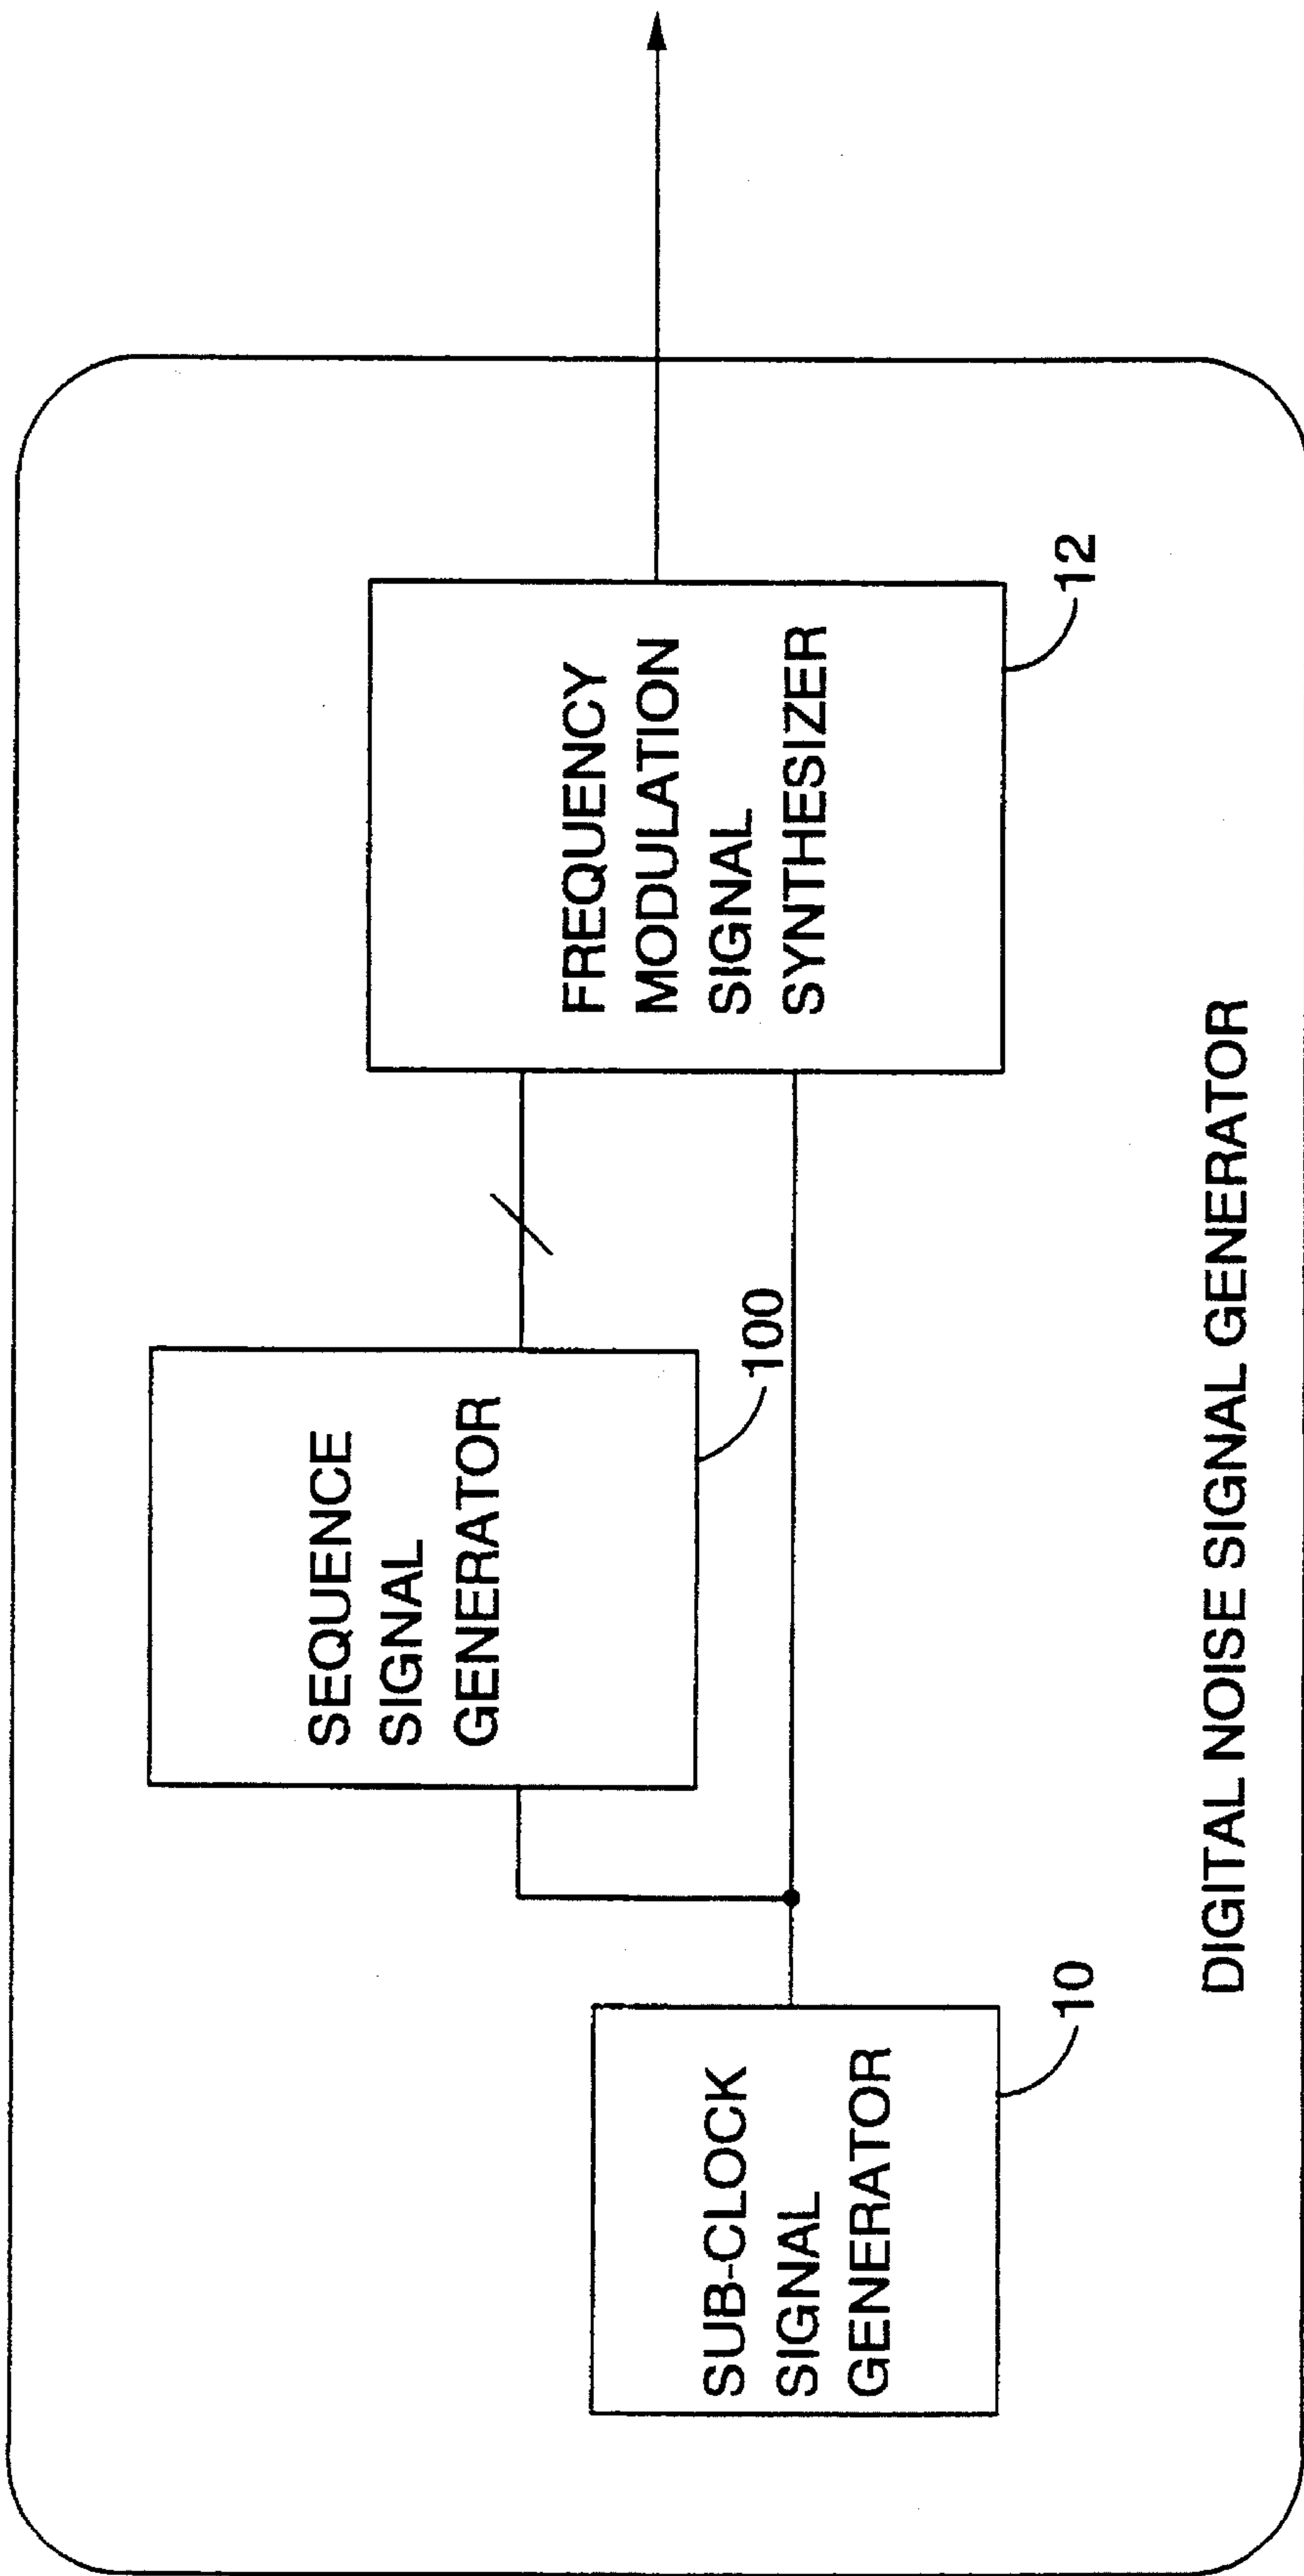 SEQUENCE
SIGNAL
GENERATOR
100
FREQUENCY
MODULATION
SIGNAL
SYNTHESIZER
12
SUB-CLOCK
SIGNAL
GENERATOR
10
DIGITAL NOISE SIGNAL GENERATOR